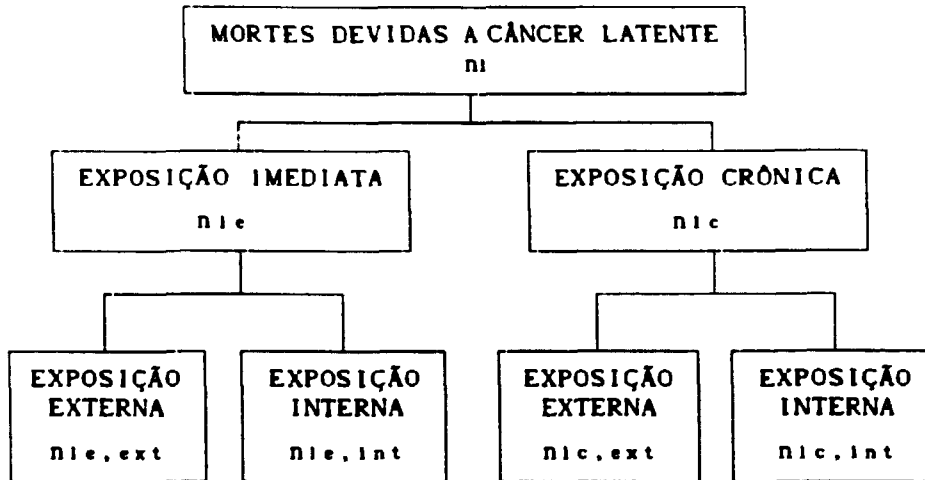 MORTES DEVIDAS A CÂNCER LATENTE
nl
EXPOSIÇÃO IMEDIATA
nle
EXPOSIÇÃO CRÔNICA
nlc
EXPOSIÇÃO
EXTERNA
nle,ext
EXPOSIÇÃO
INTERNA
nle,int
EXPOSIÇÃO
EXTERNA
nlc,ext
EXPOSIÇÃO
INTERNA
nlc,int